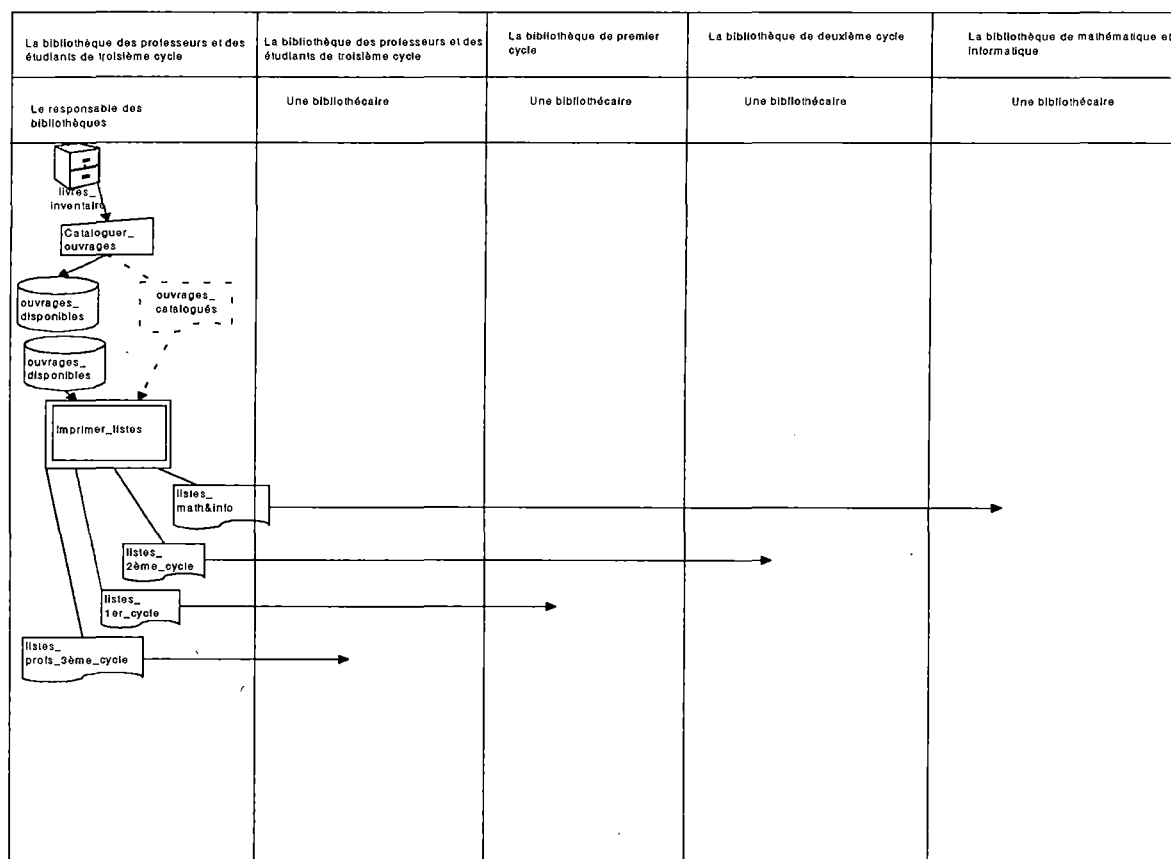 La bibliothèque des professeurs et des
étudiants de troisième cycle
La bibliothèque des professeurs et des
étudiants de troisième cycle
La bibliothèque de premier
cycle
La bibliothèque de deuxième cycle
La bibliothèque de mathématique et
informatique
Le responsable des
bibliothèques
Une bibliothécaire
Une bibliothécaire
Une bibliothécaire
Une bibliothécaire
livres_
inventaire
Cataloguer_
ouvrages
ouvrages_
disponibles
ouvrages_
catalogués
ouvrages_
disponibles
Imprimer_listes
listes_
math&info
listes_
2ème_cycle
listes_
1er_cycle
listes_
profs_3ème_cycle